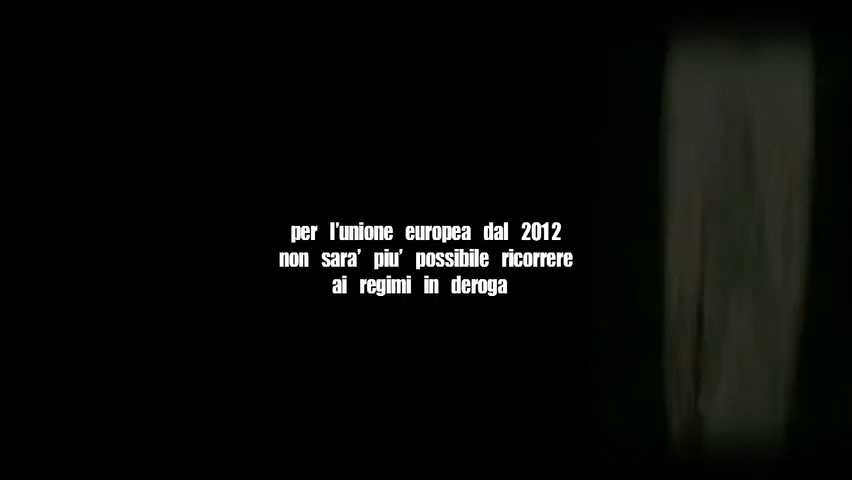 per l'unione europea dal 2012
non sara' piu' possibile ricorrere
ai regimi in deroga